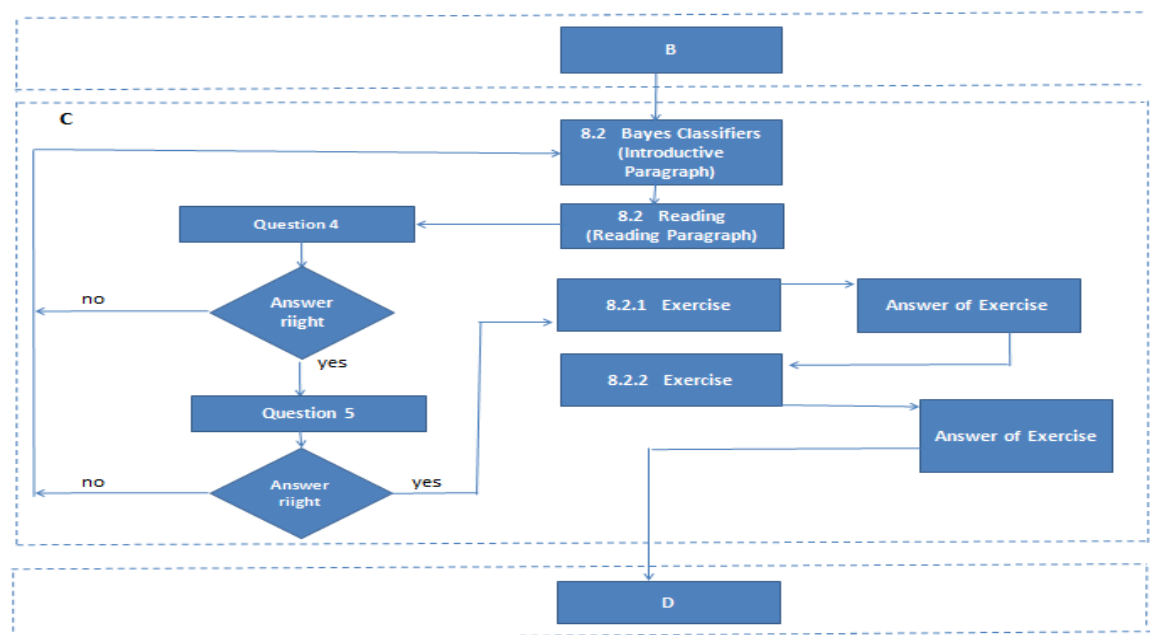 B
C
8.2 Bayes Classifiers
(Introductive
Paragraph)
8.2 Reading
(Reading Paragraph)
Question 4
Answer
riight
no
yes
Question 5
Answer
riight
no
yes
8.2.1 Exercise
Answer of Exercise
8.2.2 Exercise
Answer of Exercise
D